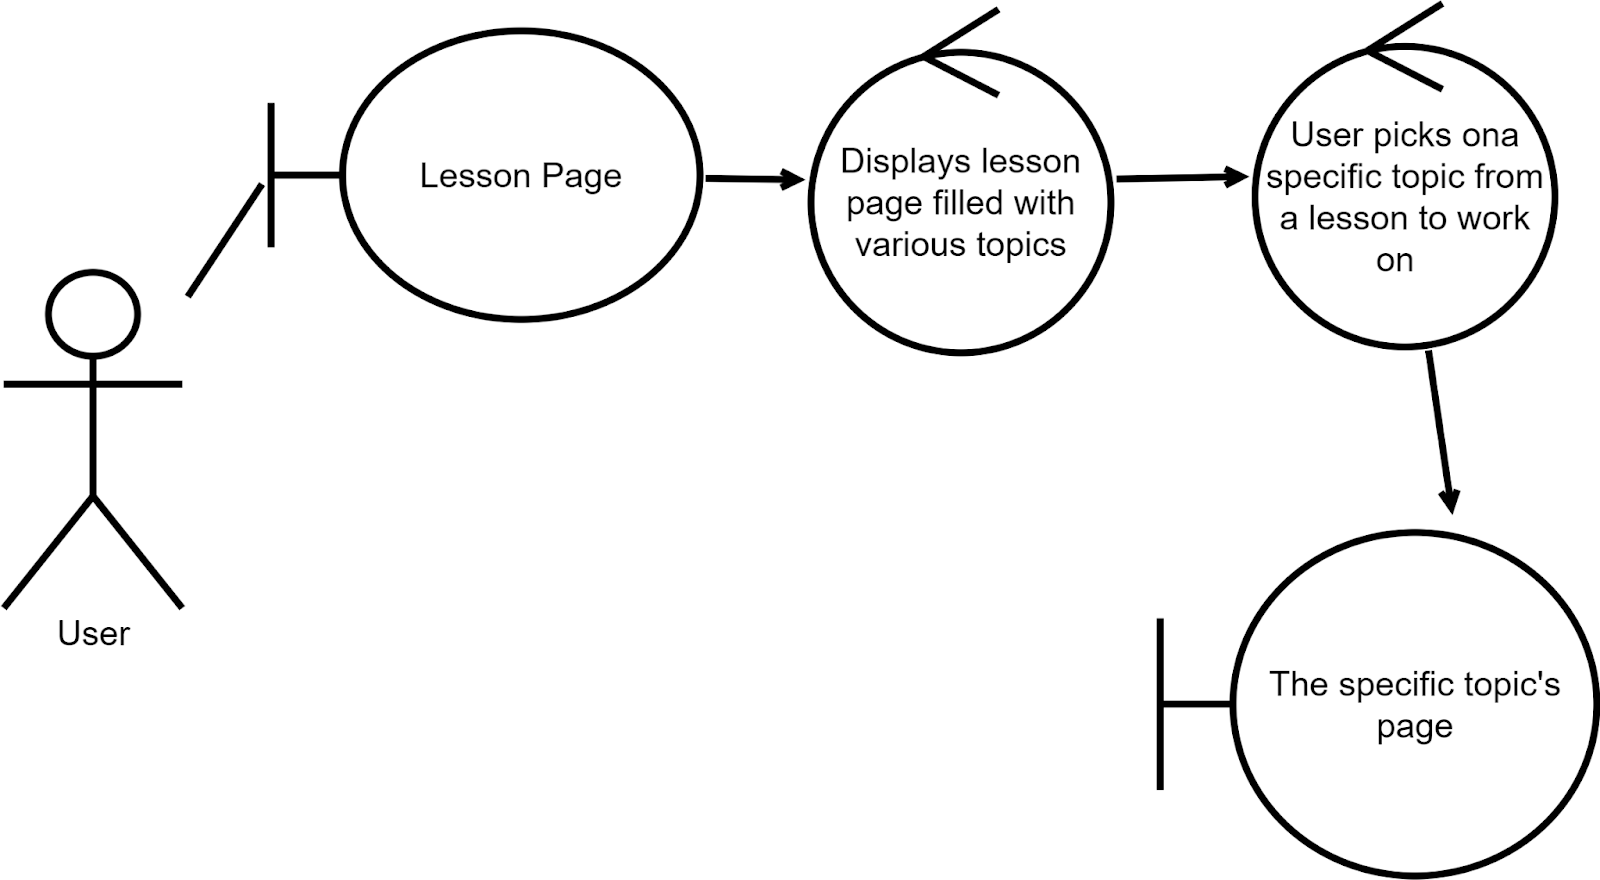 Lesson Page
Displays lesson
page filled with
various topics
User picks ona
specific topic from
a lesson to work
on
User
The specific topic's
page